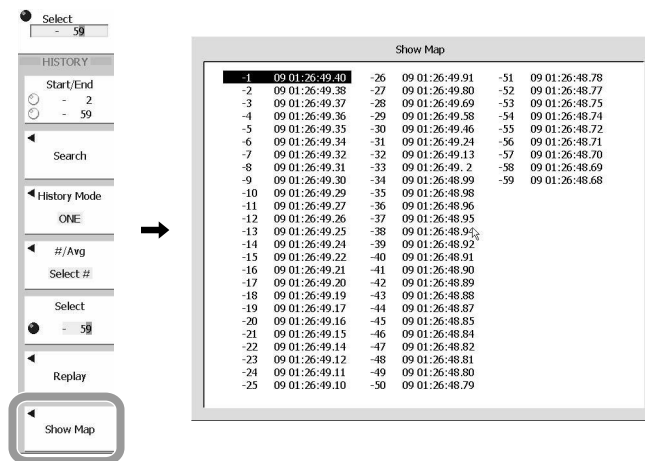 Select
- 59
HISTORY
Start/End
- 2
- 59
Search
History Mode
ONE
#/Avg
Select #
Select
- 59
Replay
Show Map
Show Map
-1 09 01:26:49.40 -26 09 01:26:49.91 -51 09 01:26:48.78
-2 09 01:26:49.38 -27 09 01:26:49.80 -52 09 01:26:48.77
-3 09 01:26:49.37 -28 09 01:26:49.69 -53 09 01:26:48.75
-4 09 01:26:49.36 -29 09 01:26:49.58 -54 09 01:26:48.74
-5 09 01:26:49.35 -30 09 01:26:49.46 -55 09 01:26:48.72
-6 09 01:26:49.34 -31 09 01:26:49.24 -56 09 01:26:48.71
-7 09 01:26:49.32 -32 09 01:26:49.13 -57 09 01:26:48.70
-8 09 01:26:49.31 -33 09 01:26:49. 2 -58 09 01:26:48.69
-9 09 01:26:49.30 -34 09 01:26:48.99 -59 09 01:26:48.68
-10 09 01:26:49.29 -35 09 01:26:48.98
-11 09 01:26:49.27 -36 09 01:26:48.96
-12 09 01:26:49.26 -37 09 01:26:48.95
-13 09 01:26:49.25 -38 09 01:26:48.94
-14 09 01:26:49.24 -39 09 01:26:48.92
-15 09 01:26:49.22 -40 09 01:26:48.91
-16 09 01:26:49.21 -41 09 01:26:48.90
-17 09 01:26:49.20 -42 09 01:26:48.89
-18 09 01:26:49.19 -43 09 01:26:48.88
-19 09 01:26:49.17 -44 09 01:26:48.87
-20 09 01:26:49.16 -45 09 01:26:48.85
-21 09 01:26:49.15 -46 09 01:26:48.84
-22 09 01:26:49.14 -47 09 01:26:48.82
-23 09 01:26:49.12 -48 09 01:26:48.81
-24 09 01:26:49.11 -49 09 01:26:48.80
-25 09 01:26:49.10 -50 09 01:26:48.79